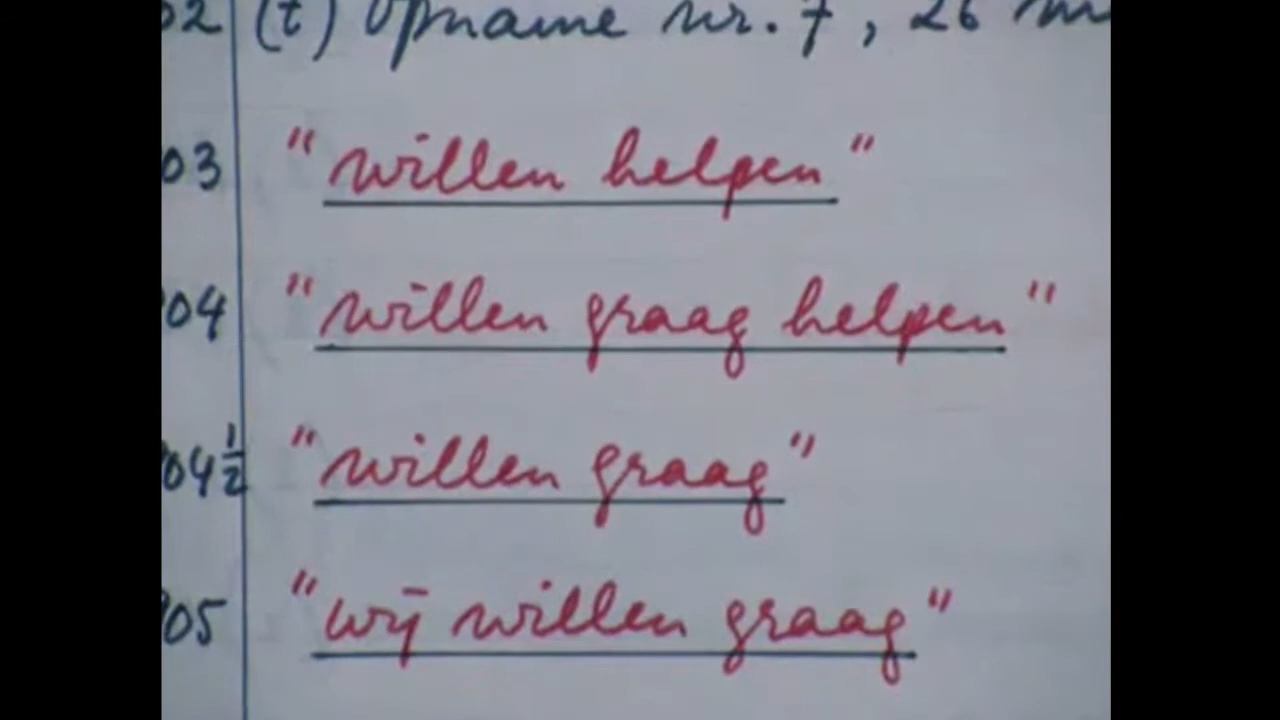 02 (t) Opname nr. 7, 26
03 "willen helpen"
04 "willen graag helpen"
04½ "willen graag"
05 "wij willen graag"